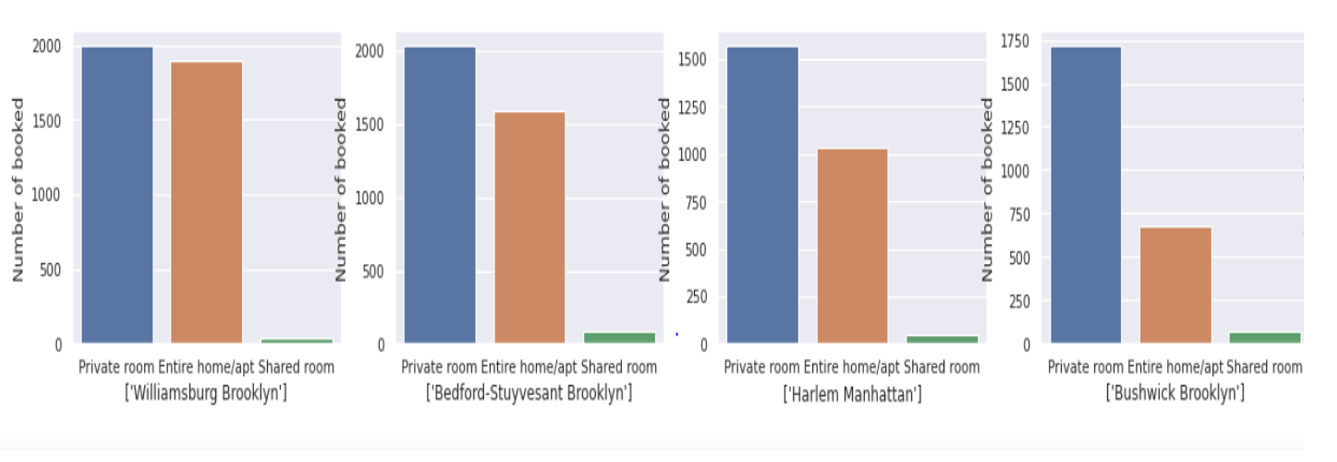 Number of booked
2000
1500
1000
500
0
Private room Entire home/apt Shared room
['Williamsburg Brooklyn']
Number of booked
2000
1500
1000
500
0
Private room Entire home/apt Shared room
['Bedford-Stuyvesant Brooklyn']
Number of booked
1500
1250
1000
750
500
250
0
Private room Entire home/apt Shared room
['Harlem Manhattan']
Number of booked
1750
1500
1250
1000
750
500
250
0
Private room Entire home/apt Shared room
['Bushwick Brooklyn']